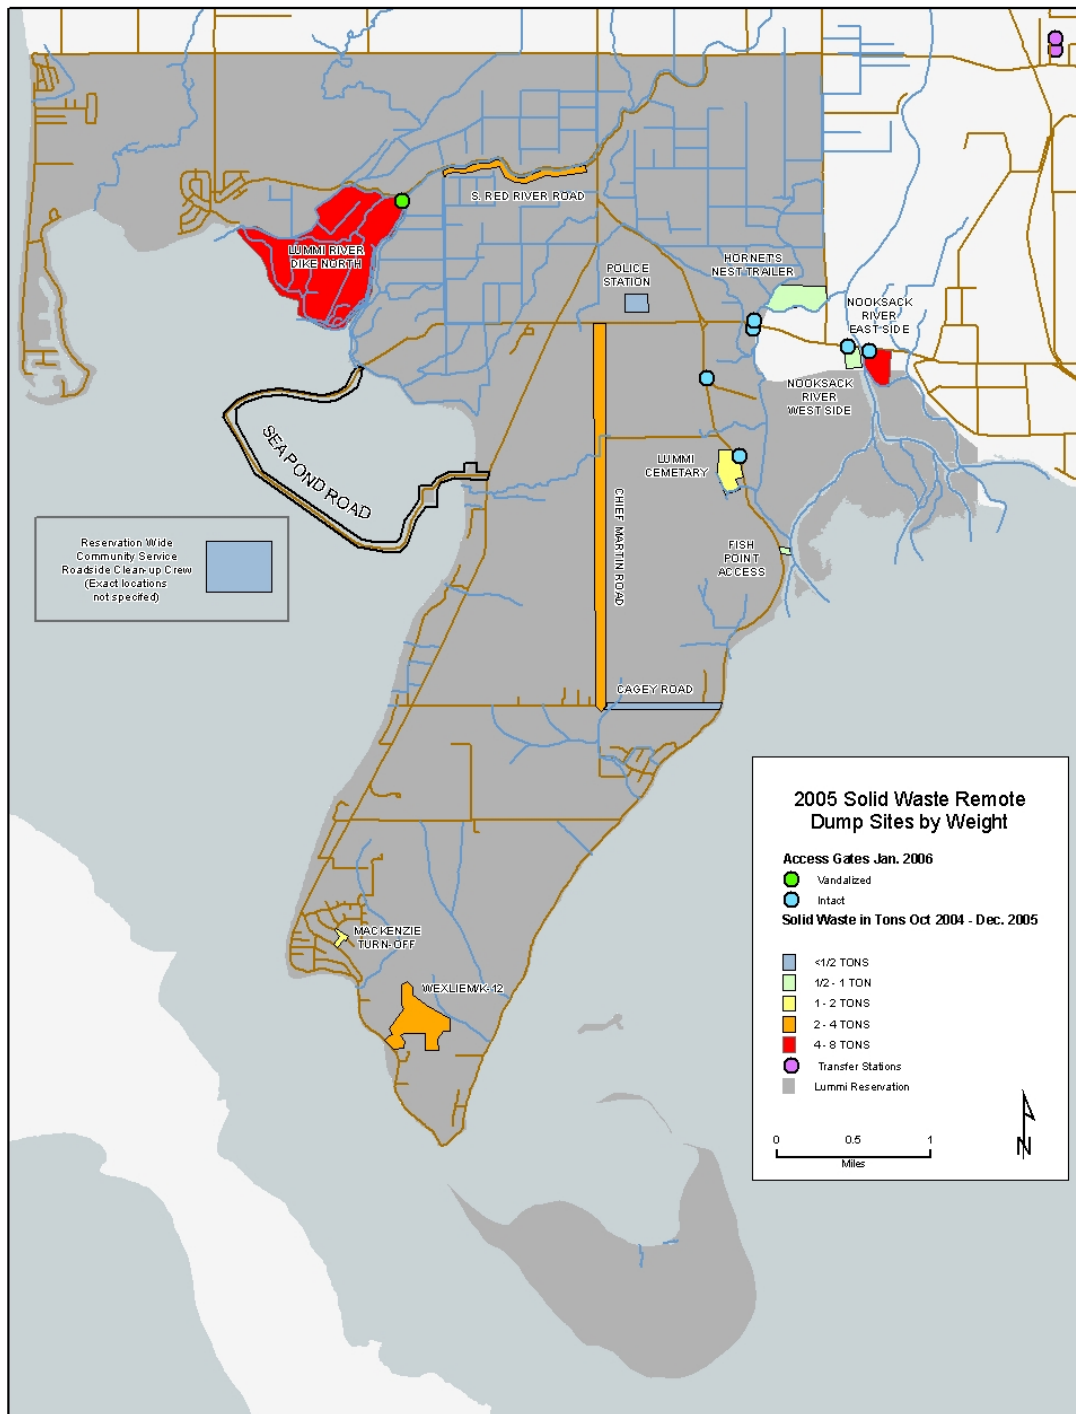 S. RED RIVER ROAD
LUMMI RIVER
DIKE NORTH
POLICE
STATION
HORNETS
NEST TRAILER
NOOKSACK
RIVER
EAST SIDE
NOOKSACK
RIVER
WEST SIDE
SEA POND ROAD
LUMMI
CEMETARY
CHIEF MARTIN ROAD
FISH
POINT
ACCESS
Reservation Wide
Community Service
Roadside Clean-up Crew
(Exact locations
not specifed)
CAGEY ROAD
MACKENZIE
TURN-OFF
WEXLIEM/K-12
2005 Solid Waste Remote
Dump Sites by Weight
Access Gates Jan. 2006
Vandalized
Intact
Solid Waste in Tons Oct 2004 - Dec. 2005
<1/2 TONS
1/2 - 1 TON
1 - 2 TONS
2 - 4 TONS
4 - 8 TONS
Transfer Stations
Lummi Reservation
0 0.5 1
Miles
N